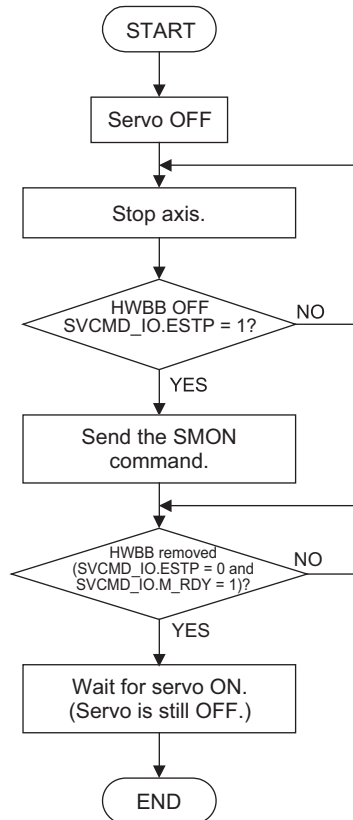 START
Servo OFF
Stop axis.
HWBB OFF
SVCMD_IO.ESTP = 1?
NO
YES
Send the SMON
command.
HWBB removed
(SVCMD_IO.ESTP = 0 and
SVCMD_IO.M_RDY = 1)?
NO
YES
Wait for servo ON.
(Servo is still OFF.)
END